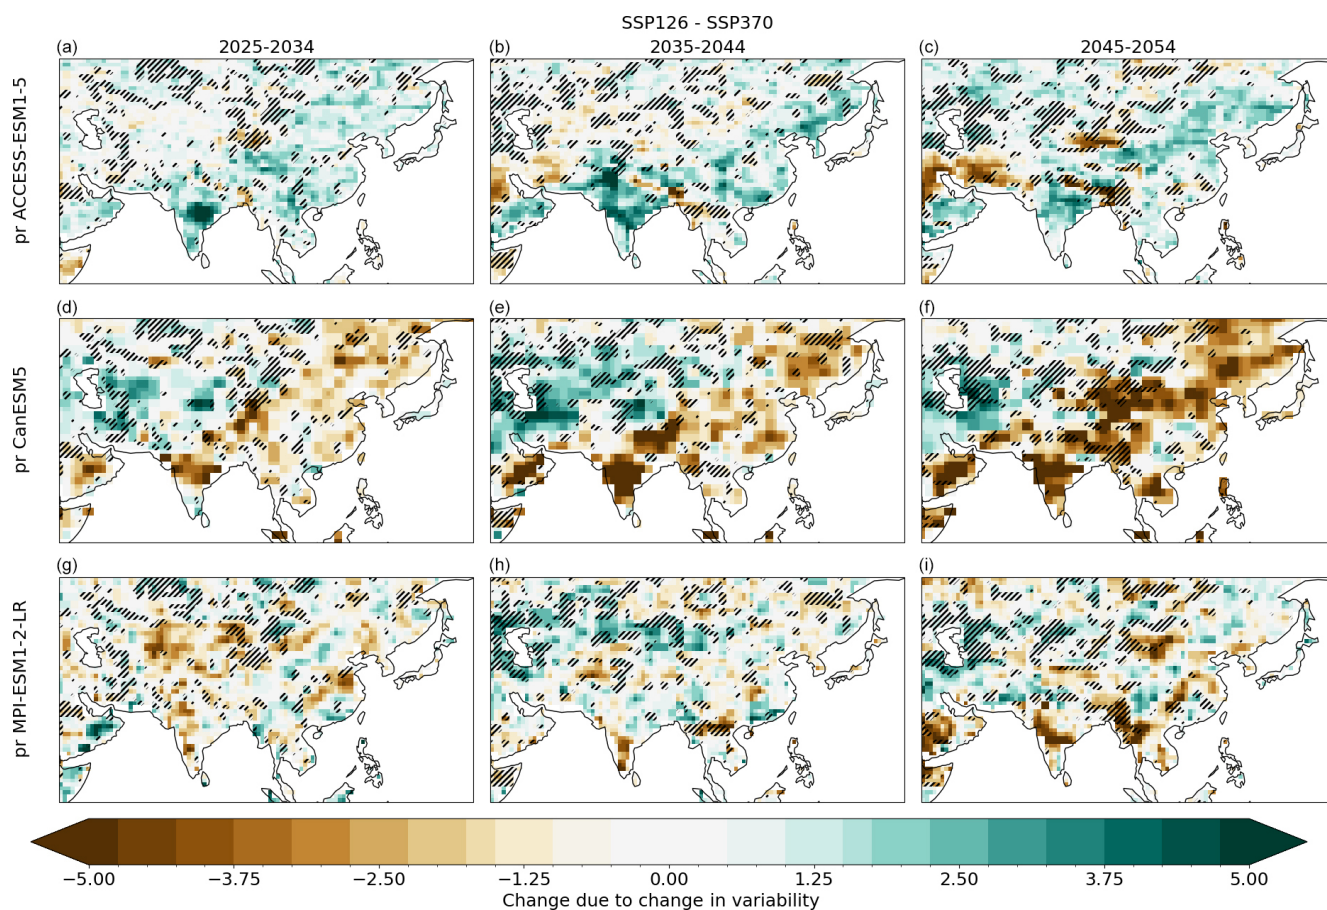 SSP126 - SSP370
(a) 2025-2034 (b) 2035-2044 (c) 2045-2054
pr ACCESS-ESM1-5
(d) (e) (f)
pr CanESM5
(g) (h) (i)
pr MPI-ESM1-2-LR
−5.00 −3.75 −2.50 −1.25 0.00 1.25 2.50 3.75 5.00
Change due to change in variability